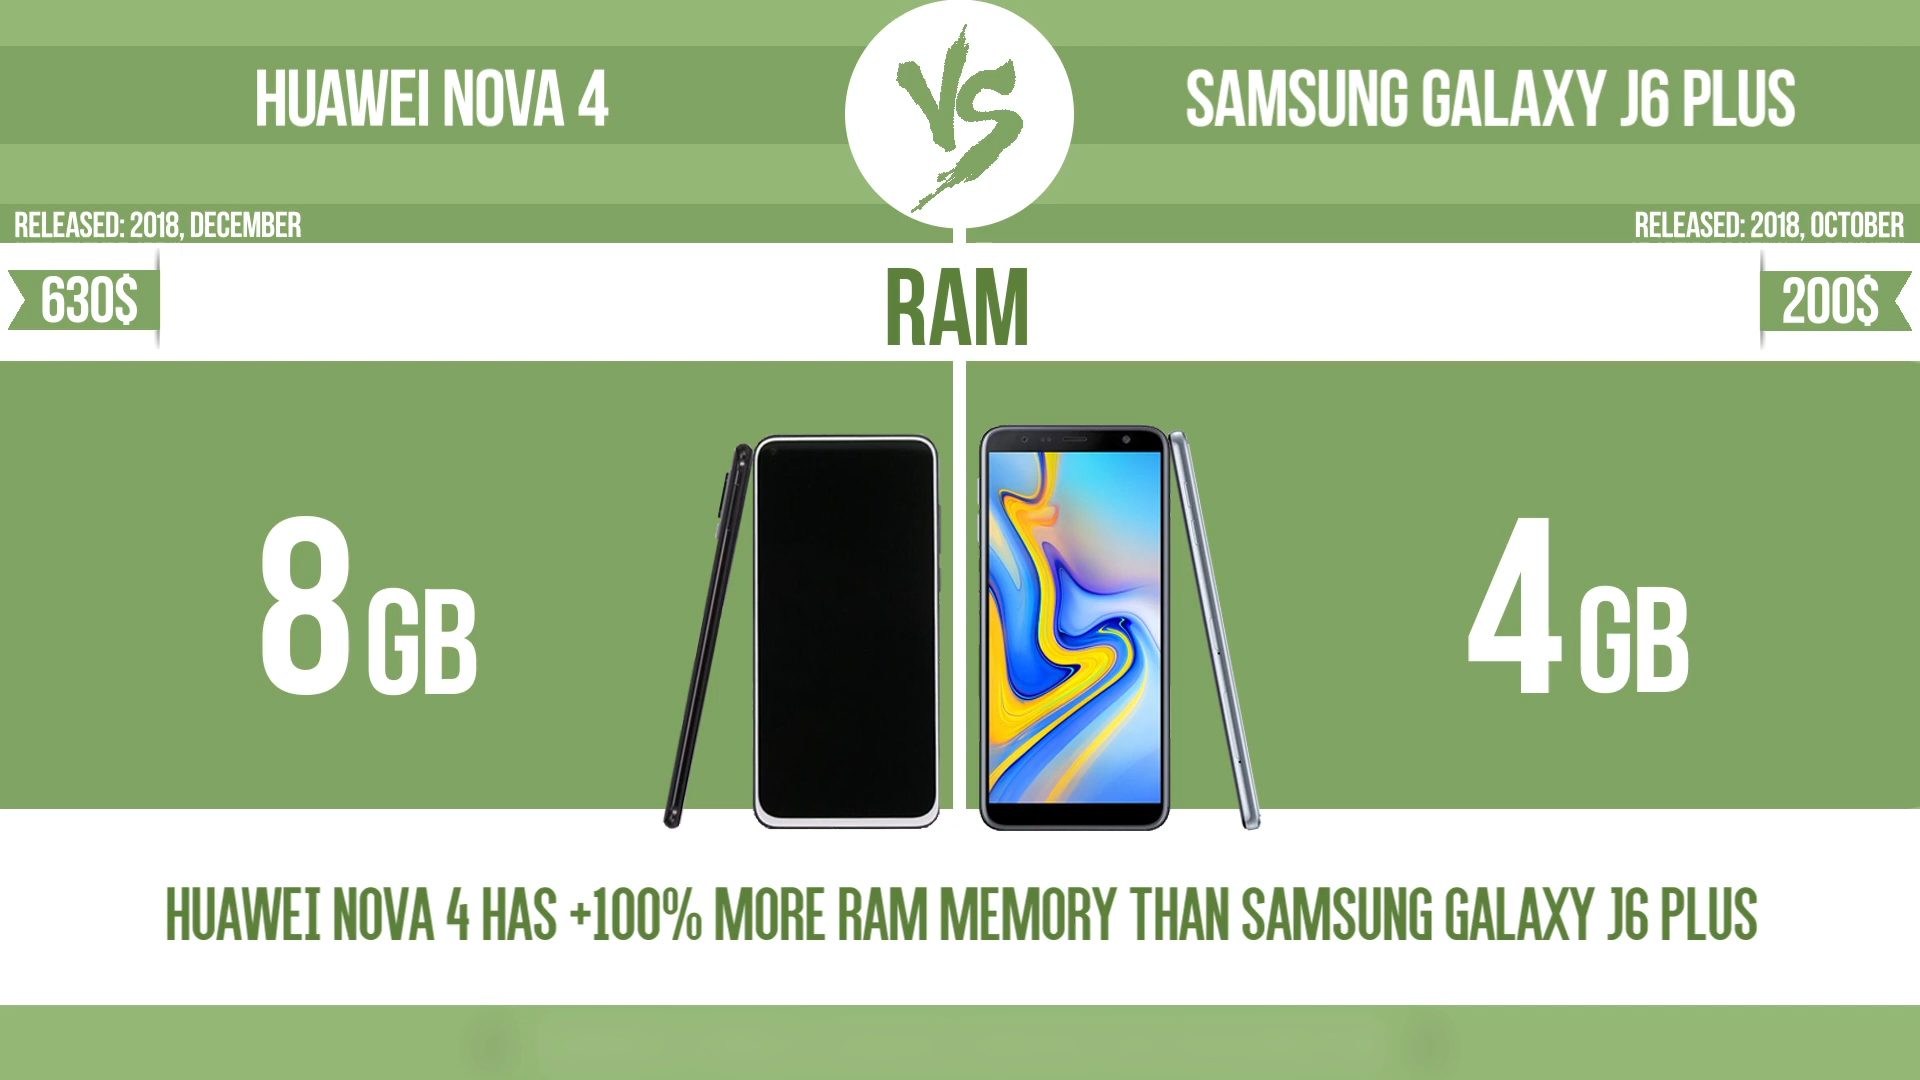 HUAWEI NOVA 4
VS
SAMSUNG GALAXY J6 PLUS
RELEASED: 2018, DECEMBER
RELEASED: 2018, OCTOBER
630$
RAM
200$
8 GB
4 GB
HUAWEI NOVA 4 HAS +100% MORE RAM MEMORY THAN SAMSUNG GALAXY J6 PLUS